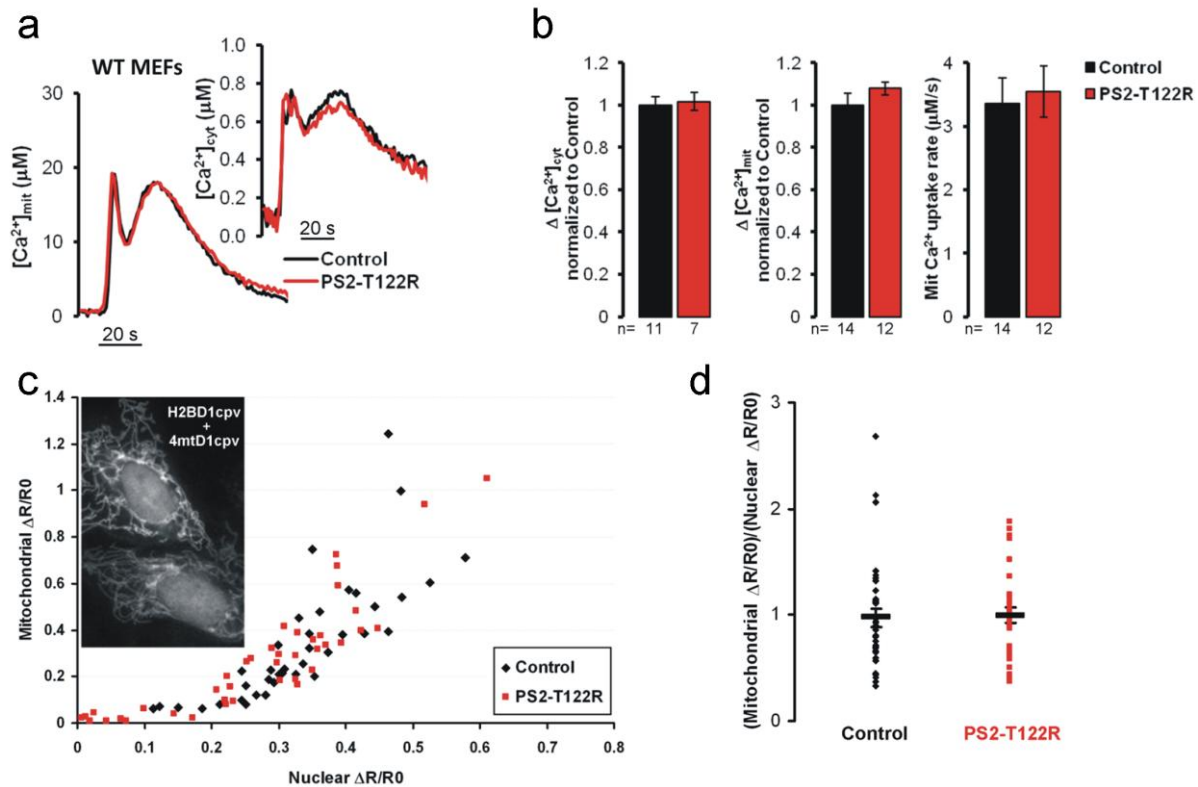 a
WT MEFs
[Ca²⁺]mit (μM)
30
20
10
0
20 s
[Ca²⁺]cyt (μM)
1.0
0.8
0.6
0.4
0.2
0.0
20 s
Control
PS2-T122R
b
Δ [Ca²⁺]cyt
normalized to Control
1.2
1
0.8
0.6
0.4
0.2
0
n= 11 7
Δ [Ca²⁺]mit
normalized to Control
1.2
1
0.8
0.6
0.4
0.2
0
n= 14 12
Mit Ca²⁺ uptake rate (μM/s)
4
3
2
1
0
n= 14 12
Control
PS2-T122R
c
Mitochondrial ΔR/R0
1.4
1.2
1
0.8
0.6
0.4
0.2
0
H2BD1cpv
+
4mtD1cpv
Control
PS2-T122R
0 0.1 0.2 0.3 0.4 0.5 0.6 0.7 0.8
Nuclear ΔR/R0
d
(Mitochondrial ΔR/R0)/(Nuclear ΔR/R0)
3
2
1
0
Control PS2-T122R